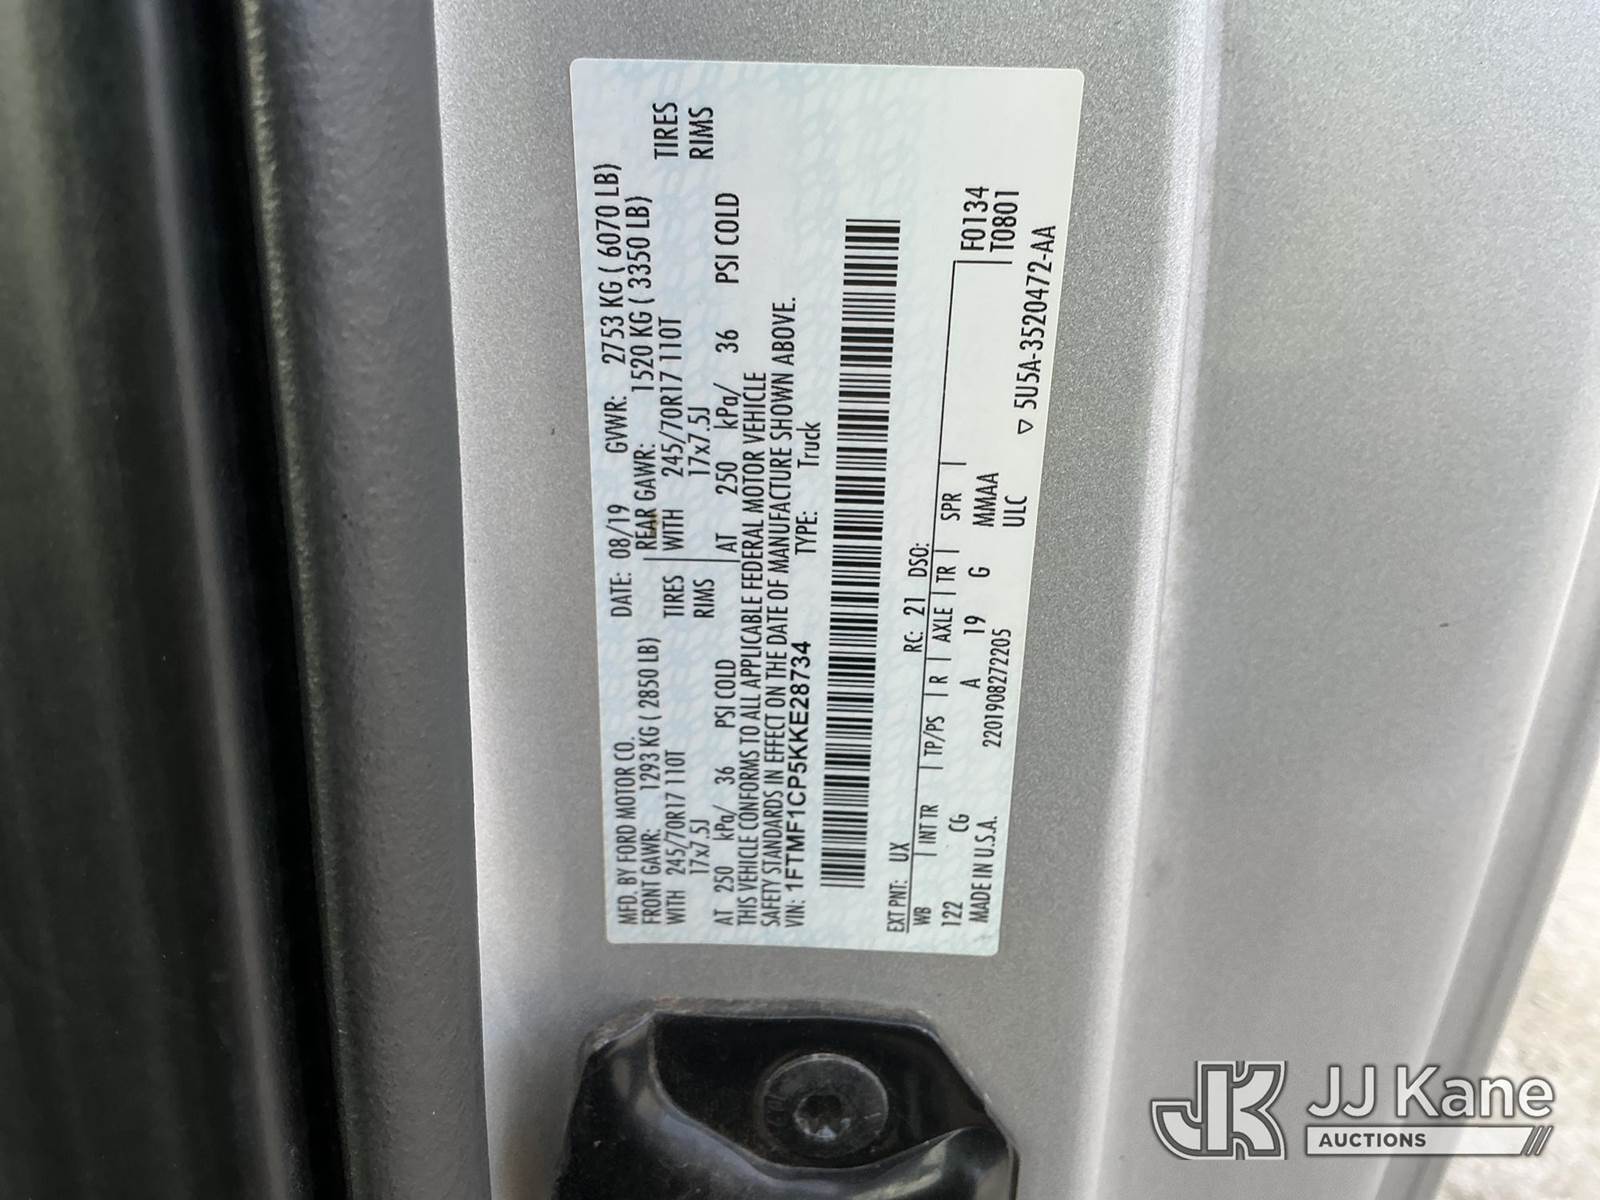 MFD. BY FORD MOTOR CO. DATE: 08/19 GVWR: 2753 KG ( 6070 LB)
FRONT GAWR: 1293 KG ( 2850 LB) REAR GAWR: 1520 KG ( 3350 LB)
WITH 245/70R17 110T TIRES WITH 245/70R17 110T TIRES
17x7.5J RIMS 17x7.5J RIMS
AT 250 kPa/ 36 PSI COLD AT 250 kPa/ 36 PSI COLD
THIS VEHICLE CONFORMS TO ALL APPLICABLE FEDERAL MOTOR VEHICLE
SAFETY STANDARDS IN EFFECT ON THE DATE OF MANUFACTURE SHOWN ABOVE.
VIN: 1FTMF1CP5KKE28734 TYPE: Truck
EXT PNT: UX RC: 21 DSO:
WB INT TR TP/PS R AXLE TR SPR F0134
122 CG A 19 G MMAA T0801
MADE IN U.S.A. 2201908272205 ULC ▽ 5U5A-3520472-AA
JK JJ Kane
AUCTIONS